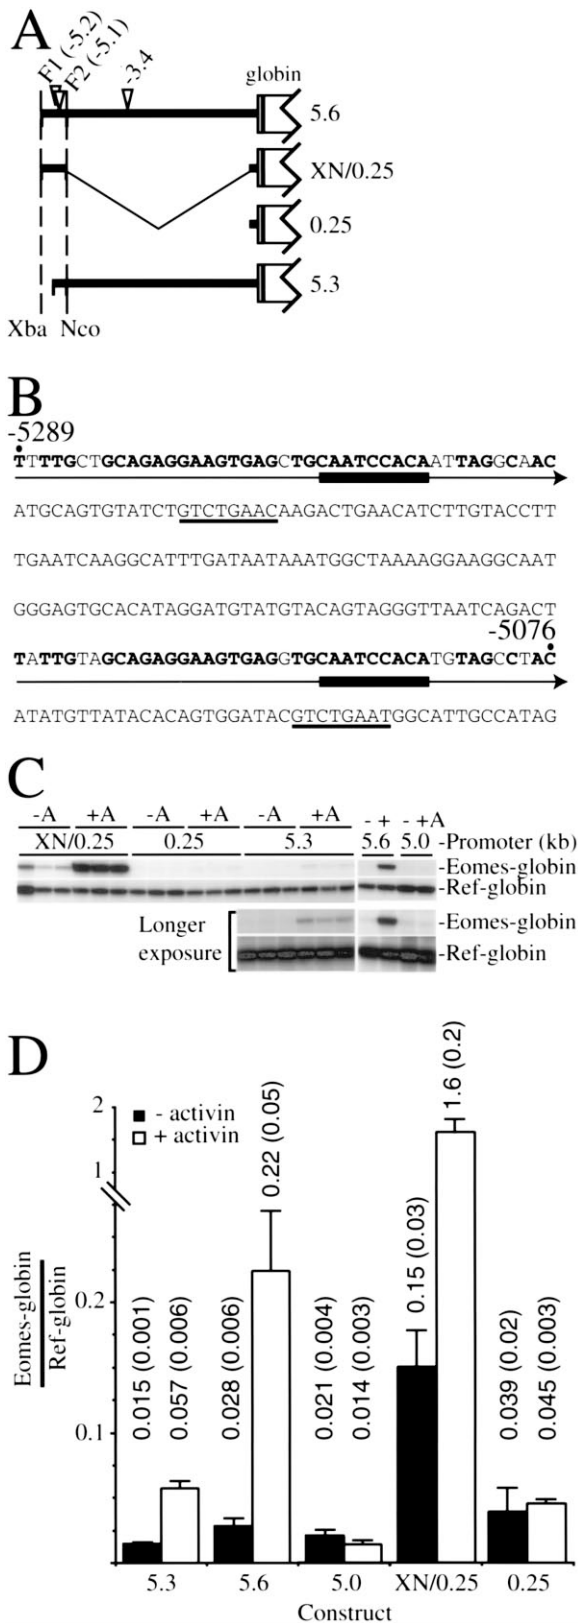 A
F1 (-5.2)
F2 (-5.1)
-3.4
globin
5.6
XN/0.25
0.25
5.3
Xba Nco
B
-5289
TTTTGCTGCAGAGGAAGTGAGCTGCAATCCACAATTAGGCAAC
ATGCAGTGTATCTGTCTGAACAAGACTGAACATCTTGTACCTT
TGAATCAAGGCATTTGATAATAAATGGCTAAAAGGAAGGCAAT
GGGAGTGCACATAGGATGTATGTACAGTAGGGTTAATCAGACT
-5076
TATTGTAGCAGAGGAAGTGAGGTGCAATCCACATGTAGCCTAC
ATATGTTATACACAGTGGATACGTCTGAATGGCATTGCCATAG
C
-A +A -A +A -A +A - + - +A
XN/0.25 0.25 5.3 5.6 5.0 -Promoter (kb)
-Eomes-globin
-Ref-globin
Longer exposure
-Eomes-globin
-Ref-globin
D
- activin
+ activin
Eomes-globin
Ref-globin
2
1
0.2
0.1
0.015 (0.001)
0.057 (0.006)
0.028 (0.006)
0.22 (0.05)
0.021 (0.004)
0.014 (0.003)
0.15 (0.03)
1.6 (0.2)
0.039 (0.02)
0.045 (0.003)
5.3 5.6 5.0 XN/0.25 0.25
Construct